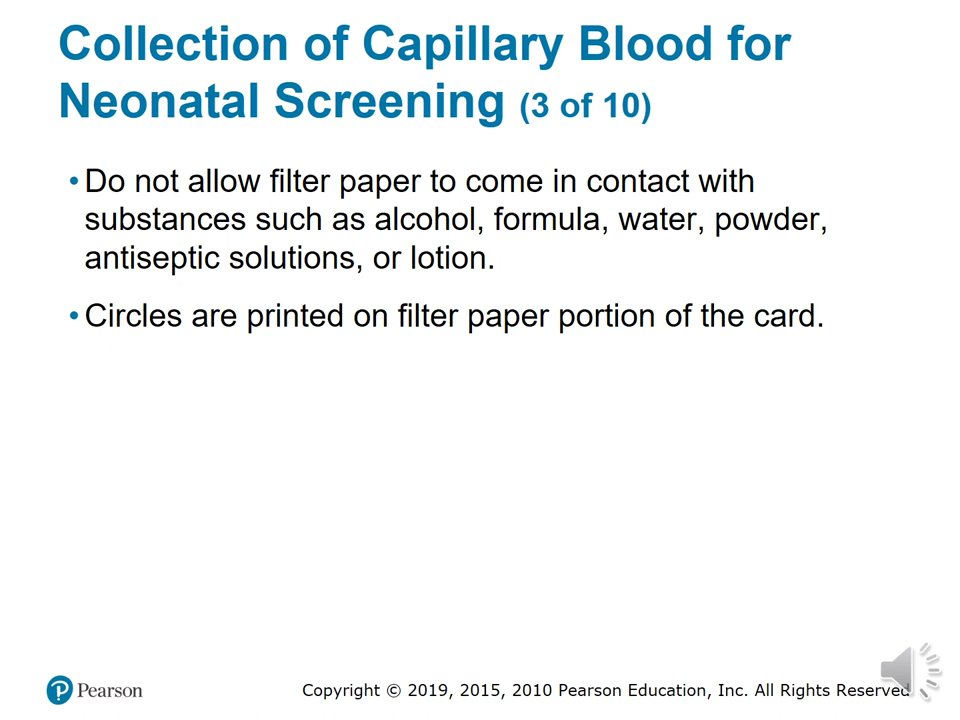 Collection of Capillary Blood for
Neonatal Screening (3 of 10)
• Do not allow filter paper to come in contact with
substances such as alcohol, formula, water, powder,
antiseptic solutions, or lotion.
• Circles are printed on filter paper portion of the card.
Pearson
Copyright © 2019, 2015, 2010 Pearson Education, Inc. All Rights Reserved